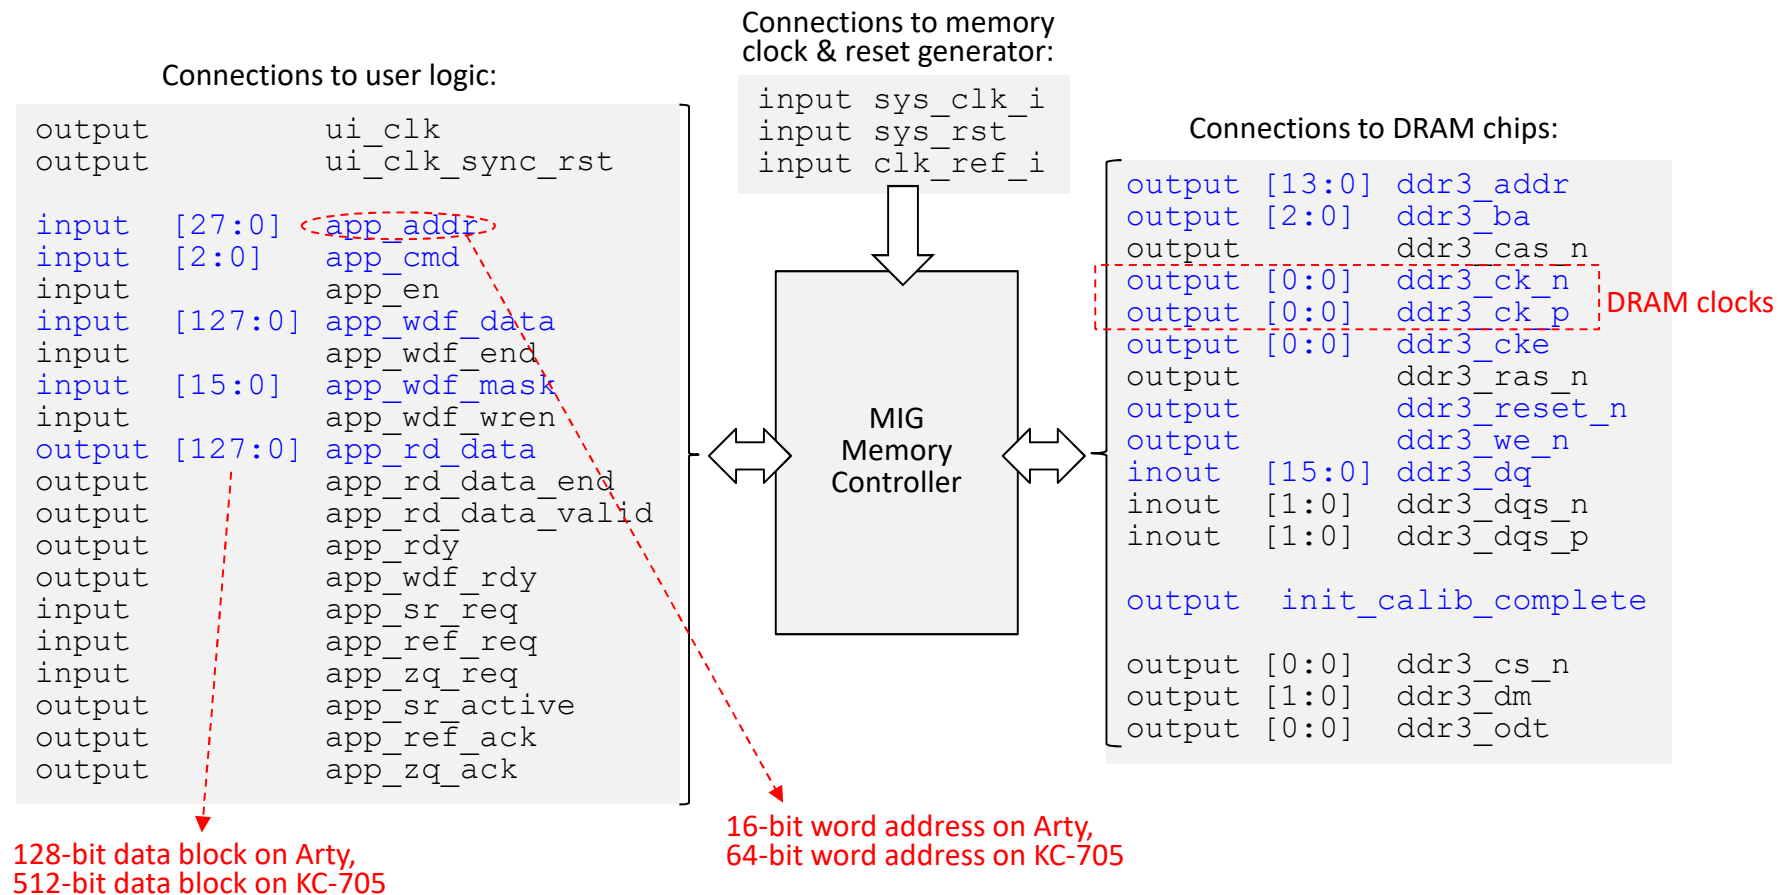 Connections to memory
clock & reset generator:
input sys_clk_i
input sys_rst
input clk_ref_i
Connections to user logic:
output ui_clk
output ui_clk_sync_rst
input [27:0] app_addr
input [2:0] app_cmd
input app_en
input [127:0] app_wdf_data
input app_wdf_end
input [15:0] app_wdf_mask
input app_wdf_wren
output [127:0] app_rd_data
output app_rd_data_end
output app_rd_data_valid
output app_rdy
output app_wdf_rdy
input app_sr_req
input app_ref_req
input app_zq_req
output app_sr_active
output app_ref_ack
output app_zq_ack
128-bit data block on Arty,
512-bit data block on KC-705
16-bit word address on Arty,
64-bit word address on KC-705
MIG
Memory
Controller
Connections to DRAM chips:
output [13:0] ddr3_addr
output [2:0] ddr3_ba
output ddr3_cas_n
output [0:0] ddr3_ck_n
output [0:0] ddr3_ck_p
DRAM clocks
output [0:0] ddr3_cke
output ddr3_ras_n
output ddr3_reset_n
output ddr3_we_n
inout [15:0] ddr3_dq
inout [1:0] ddr3_dqs_n
inout [1:0] ddr3_dqs_p
output init_calib_complete
output [0:0] ddr3_cs_n
output [1:0] ddr3_dm
output [0:0] ddr3_odt